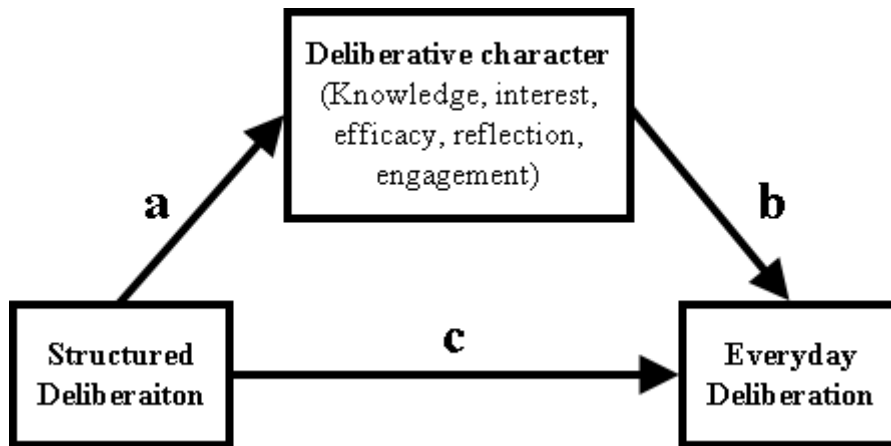 Deliberative character
(Knowledge, interest,
efficacy, reflection,
engagement)
a
b
c
Structured
Deliberaiton
Everyday
Deliberation